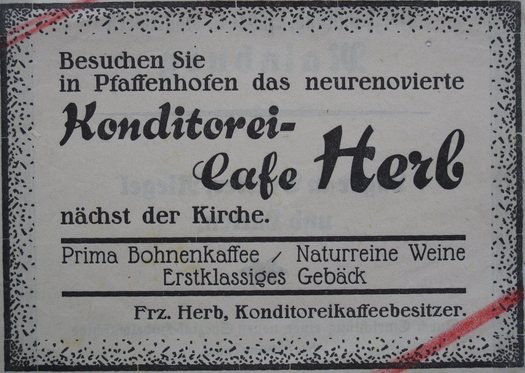 Besuchen Sie
in Pfaffenhofen das neurenovierte
Konditorei-
Cafe Herb
nächst der Kirche.
Prima Bohnenkaffee / Naturreine Weine
Erstklassiges Gebäck
Frz. Herb, Konditoreikaffeebesitzer.